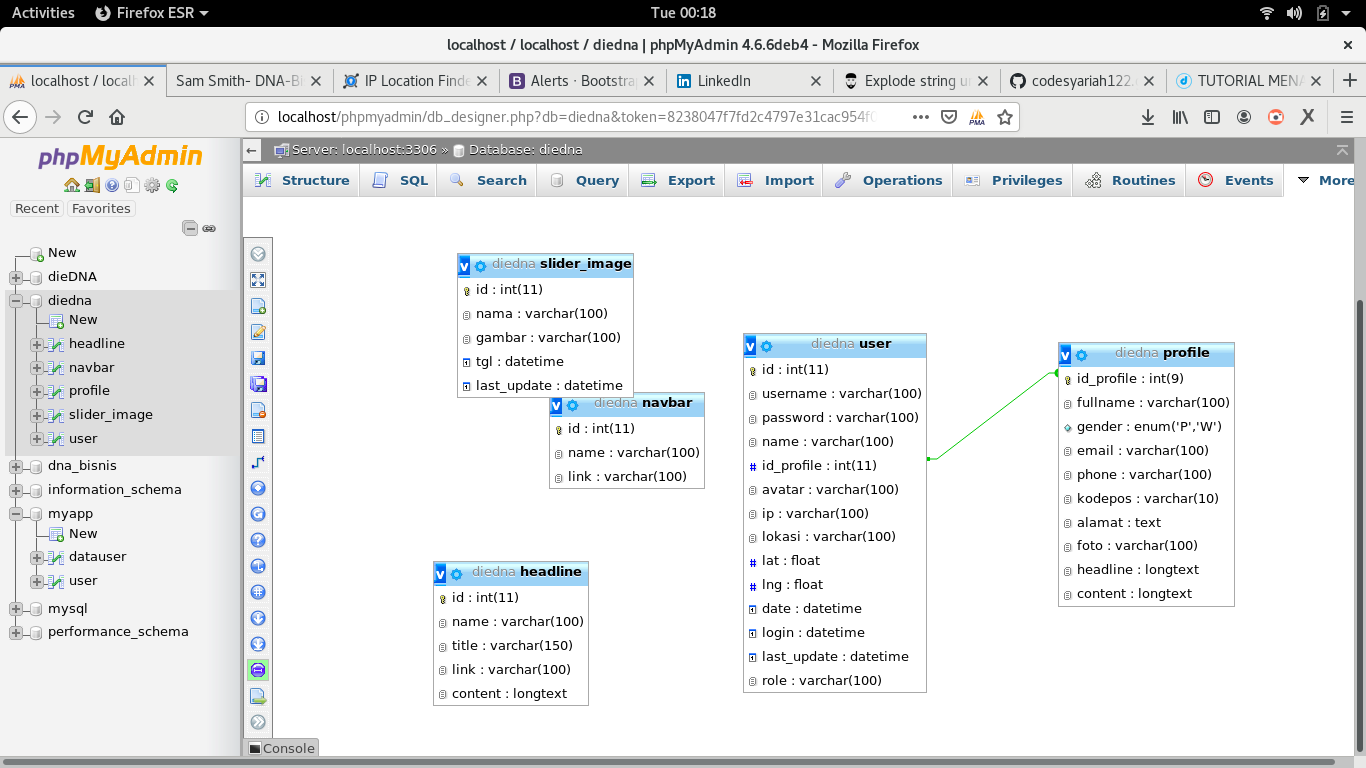 Activities Firefox ESR Tue 00:18
localhost / localhost / diedna | phpMyAdmin 4.6.6deb4 - Mozilla Firefox
localhost / local Sam Smith- DNA-B IP Location Finde Alerts · Bootstra LinkedIn Explode string u codesyariah122 TUTORIAL MENA
localhost/phpmyadmin/db_designer.php?db=diedna&token=8238047f7fd2c4797e31cac954f
phpMyAdmin
Recent Favorites
New
dieDNA
diedna
New
headline
navbar
profile
slider_image
user
dna_bisnis
information_schema
myapp
New
datauser
user
mysql
performance_schema
Server: localhost:3306 » Database: diedna
Structure SQL Search Query Export Import Operations Privileges Routines Events More
diedna slider_image
id : int(11)
nama : varchar(100)
gambar : varchar(100)
tgl : datetime
last_update : datetime
diedna navbar
id : int(11)
name : varchar(100)
link : varchar(100)
diedna headline
id : int(11)
name : varchar(100)
title : varchar(150)
link : varchar(100)
content : longtext
diedna user
id : int(11)
username : varchar(100)
password : varchar(100)
name : varchar(100)
id_profile : int(11)
avatar : varchar(100)
ip : varchar(100)
lokasi : varchar(100)
lat : float
lng : float
date : datetime
login : datetime
last_update : datetime
role : varchar(100)
diedna profile
id_profile : int(9)
fullname : varchar(100)
gender : enum('P','W')
email : varchar(100)
phone : varchar(100)
kodepos : varchar(10)
alamat : text
foto : varchar(100)
headline : longtext
content : longtext
Console